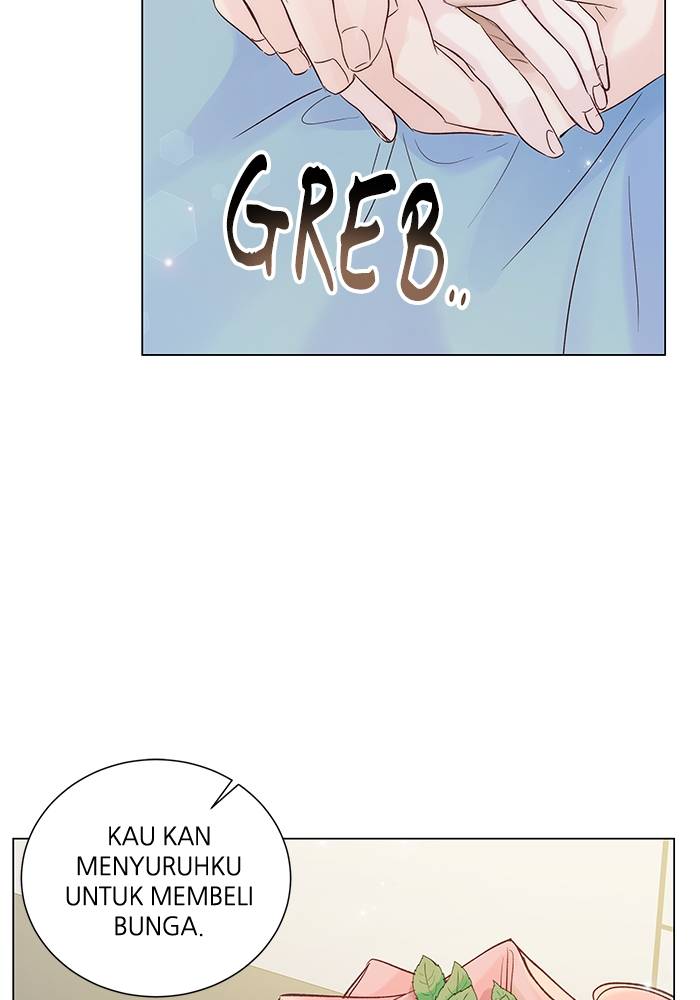 GREB..
KAU KAN
MENYURUHKU
UNTUK MEMBELI
BUNGA.